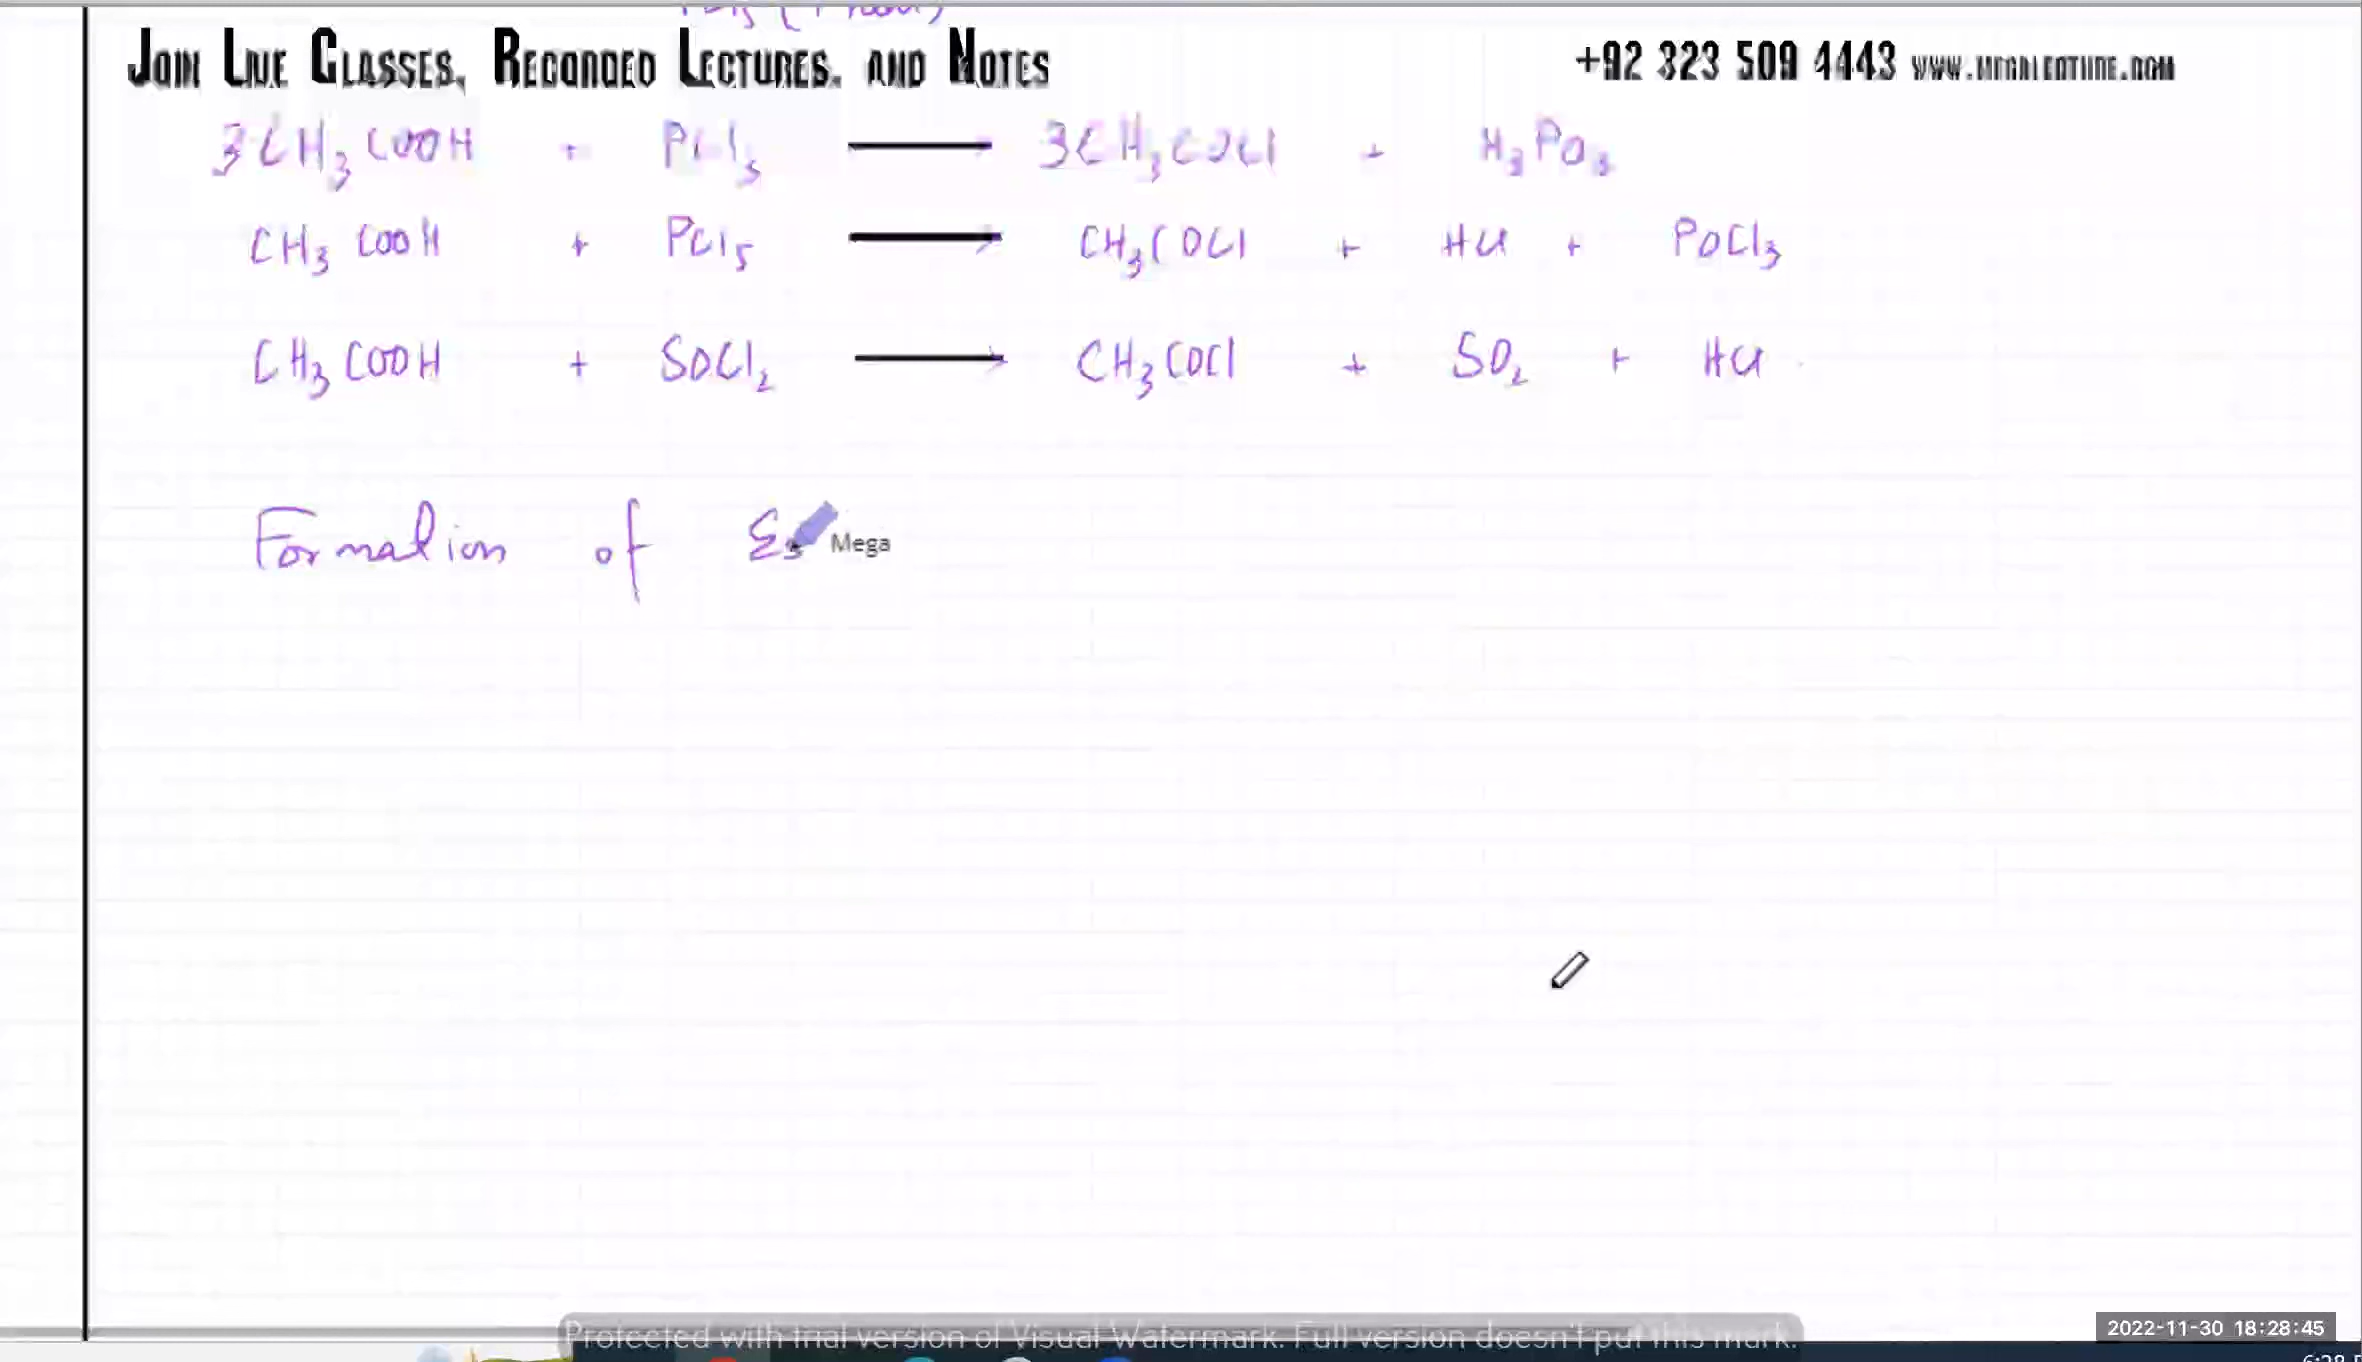 JOIN LIVE CLASSES, RECORDED LECTURES, AND NOTES
+92 323 509 4443
3CH₃COOH + PCl₃ ⟶ 3CH₃COCl + H₃PO₃
CH₃COOH + PCl₅ ⟶ CH₃COCl + HCl + POCl₃
CH₃COOH + SOCl₂ ⟶ CH₃COCl + SO₂ + HCl
Formation of Es
Mega
Protected with trial version of Visual Watermark. Full version doesn't put this mark.
2022-11-30 18:28:45